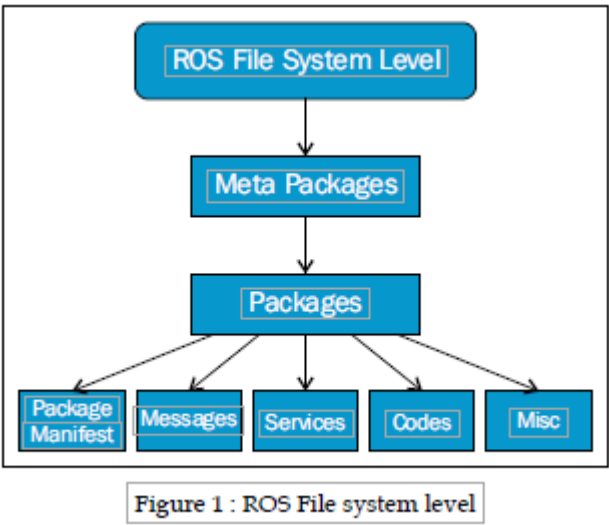 ROS File System Level
Meta Packages
Packages
Package
Manifest
Messages
Services
Codes
Misc
Figure 1 : ROS File system level